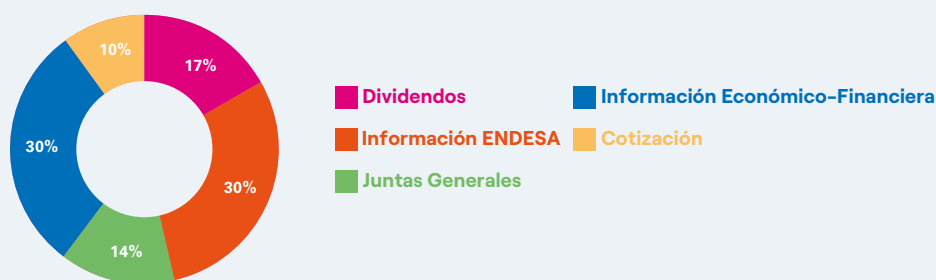 10%
17%
30%
30%
14%
Dividendos
Información Económico-Financiera
Información ENDESA
Cotización
Juntas Generales